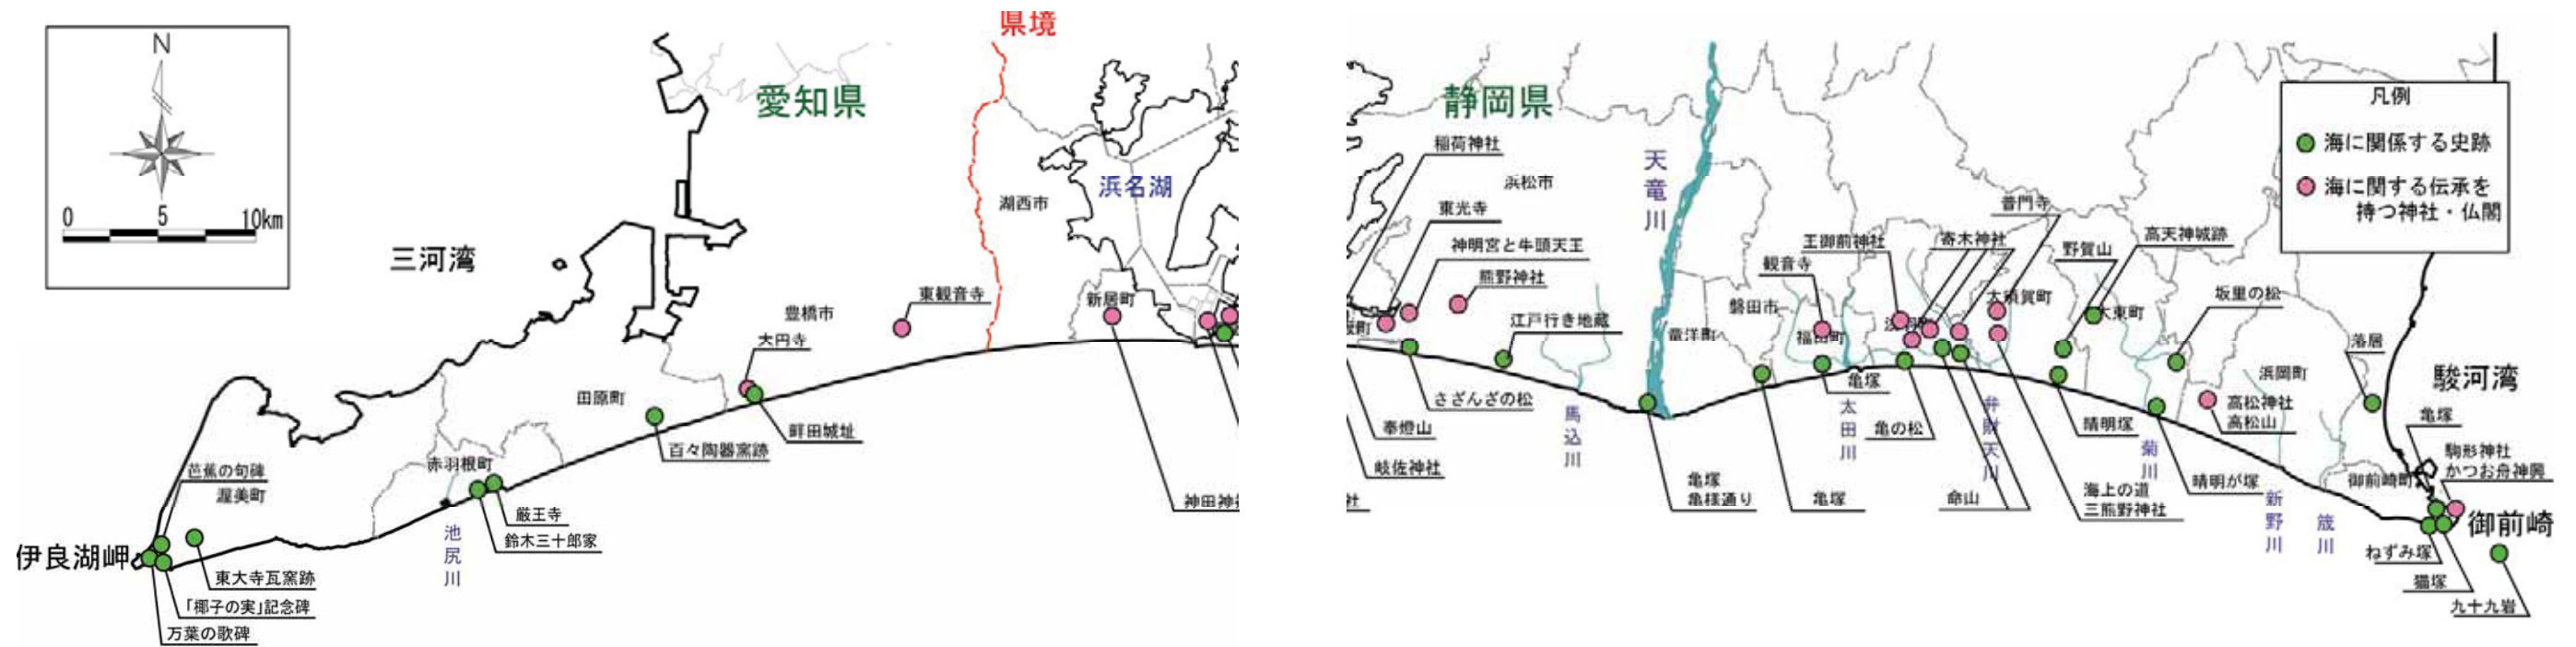 N
0 5 10km
県境
愛知県
三河湾
浜名湖
湖西市
新居町
豊橋市
東観音寺
大円寺
畔田城址
田原町
百々陶器窯跡
赤羽根町
厳王寺
鈴木三十郎家
池尻川
芭蕉の句碑
渥美町
伊良湖岬
東大寺瓦窯跡
「椰子の実」記念碑
万葉の歌碑
神田神
静岡県
稲荷神社
浜松市
東光寺
神明宮と牛頭天王
熊野神社
江戸行き地蔵
さざんざの松
奉燈山
岐佐神社
社
馬込川
天竜川
竜洋町
磐田市
亀塚
亀様通り
亀塚
観音寺
福田町
亀塚
太田川
王御前神社
寄木神社
普門寺
大須賀町
亀の松
弁財天川
命山
海上の道
三熊野神社
野賀山
高天神城跡
大東町
晴明塚
菊川
晴明が塚
坂里の松
浜岡町
高松神社
高松山
新野川
筬川
落居
御前崎町
駿河湾
亀塚
駒形神社
かつお舟神輿
御前崎
ねずみ塚
猫塚
九十九岩
凡例
海に関係する史跡
海に関する伝承を
持つ神社・仏閣